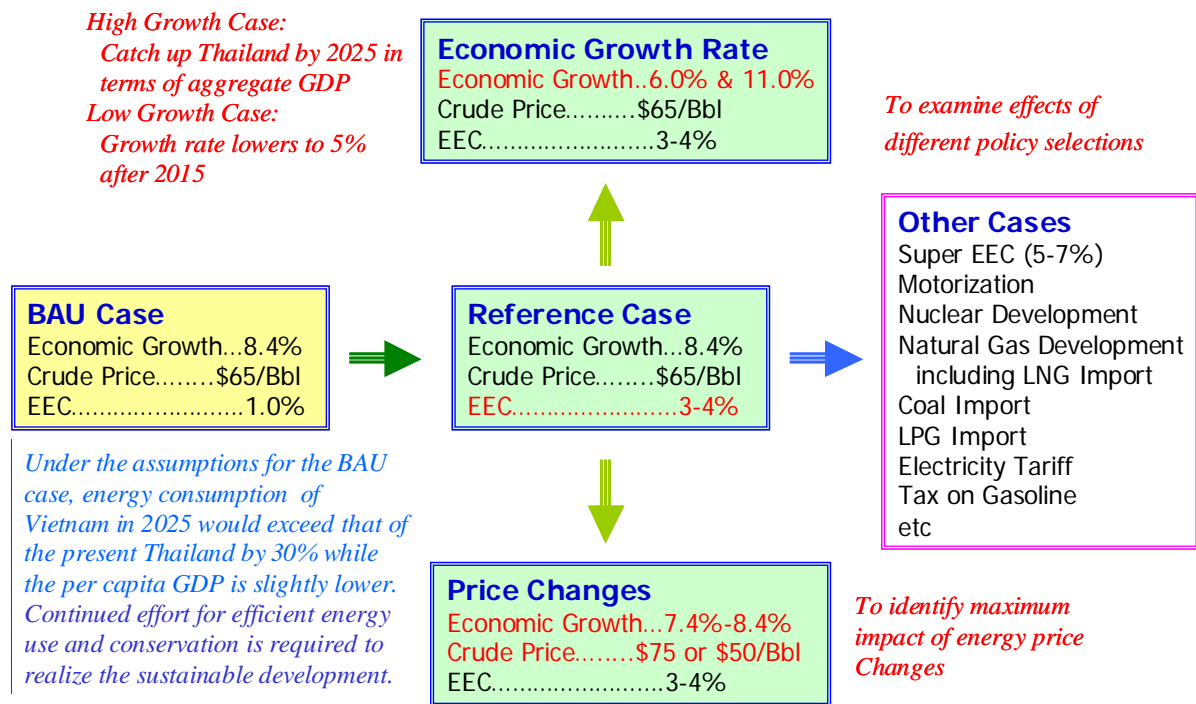 High Growth Case:
Catch up Thailand by 2025 in
terms of aggregate GDP
Low Growth Case:
Growth rate lowers to 5%
after 2015
Economic Growth Rate
Economic Growth..6.0% & 11.0%
Crude Price..........$65/Bbl
EEC...........................3-4%
To examine effects of
different policy selections
BAU Case
Economic Growth...8.4%
Crude Price........$65/Bbl
EEC..........................1.0%
Reference Case
Economic Growth...8.4%
Crude Price........$65/Bbl
EEC.........................3-4%
Other Cases
Super EEC (5-7%)
Motorization
Nuclear Development
Natural Gas Development
including LNG Import
Coal Import
LPG Import
Electricity Tariff
Tax on Gasoline
etc
Under the assumptions for the BAU
case, energy consumption of
Vietnam in 2025 would exceed that of
the present Thailand by 30% while
the per capita GDP is slightly lower.
Continued effort for efficient energy
use and conservation is required to
realize the sustainable development.
Price Changes
Economic Growth...7.4%-8.4%
Crude Price........$75 or $50/Bbl
EEC.........................3-4%
To identify maximum
impact of energy price
Changes